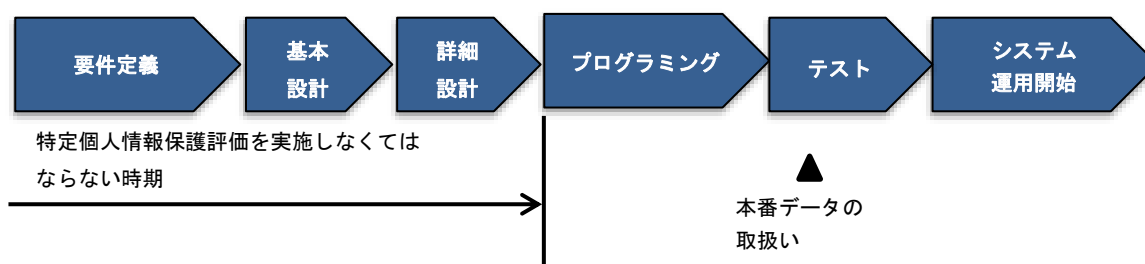 要件定義
基本
設計
詳細
設計
プログラミング
テスト
システム
運用開始
特定個人情報保護評価を実施しなくては
ならない時期
本番データの
取扱い